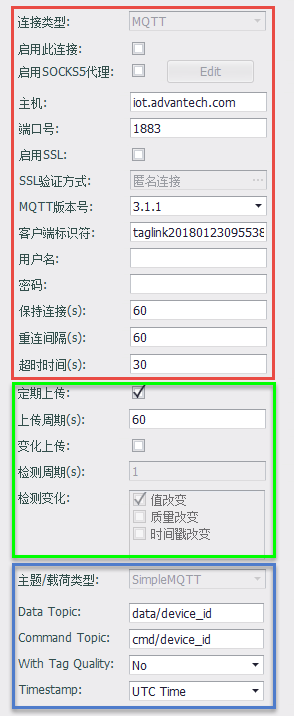 连接类型: MQTT
启用此连接:
启用SOCKS5代理: Edit
主机: iot.advantech.com
端口号: 1883
启用SSL:
SSL验证方式: 匿名连接 ...
MQTT版本号: 3.1.1
客户端标识符: taglink20180123095538
用户名:
密码:
保持连接(s): 60
重连间隔(s): 60
超时时间(s): 30
定期上传:
上传周期(s): 60
变化上传:
检测周期(s): 1
检测变化: 值改变
质量改变
时间戳改变
主题/载荷类型: SimpleMQTT
Data Topic: data/device_id
Command Topic: cmd/device_id
With Tag Quality: No
Timestamp: UTC Time